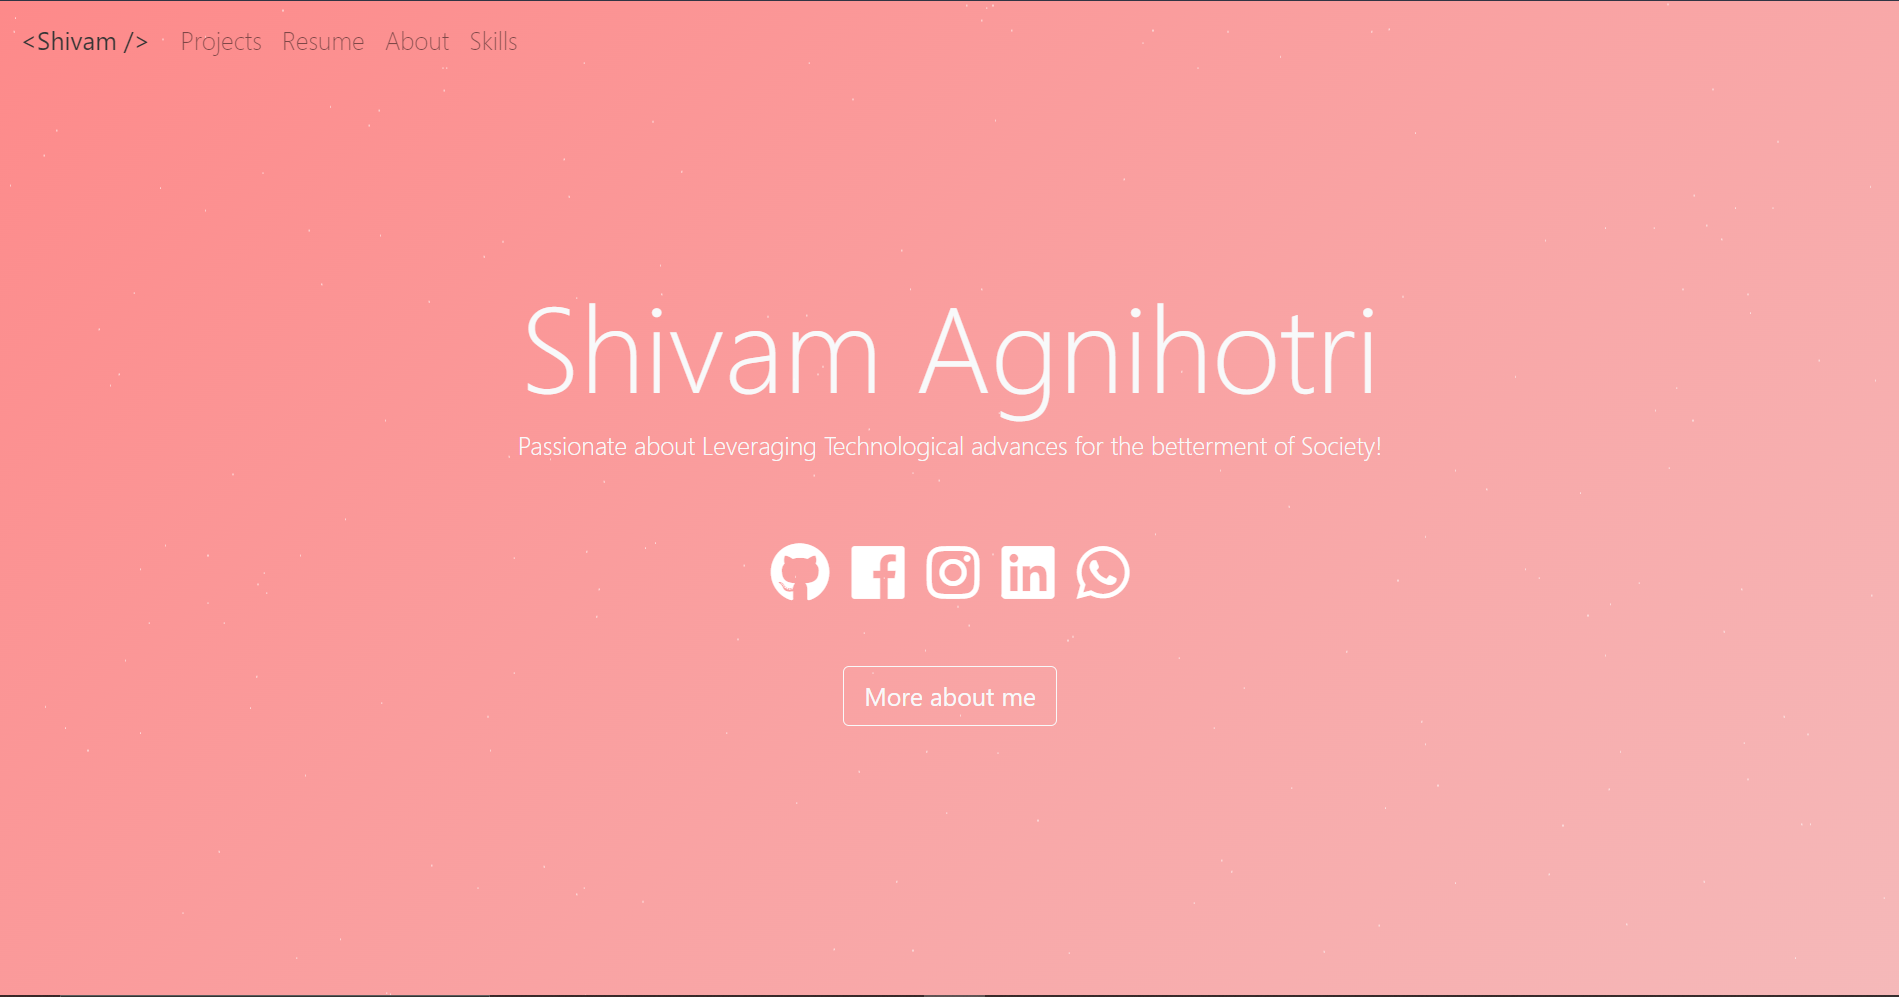 <Shivam /> Projects Resume About Skills
Shivam Agnihotri
Passionate about Leveraging Technological advances for the betterment of Society!
More about me